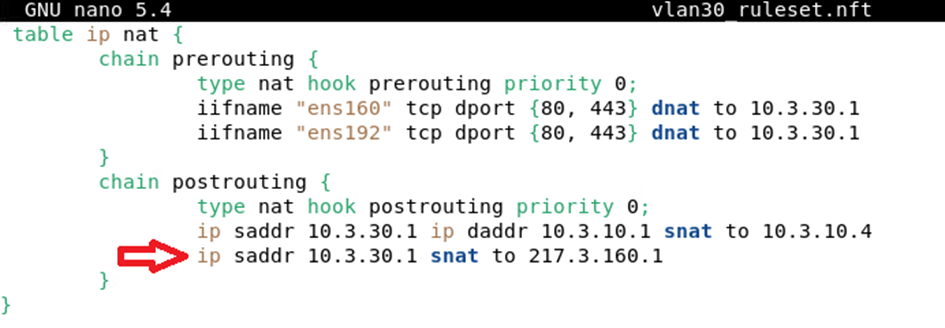 GNU nano 5.4 vlan30_ruleset.nft
table ip nat {
chain prerouting {
type nat hook prerouting priority 0;
iifname "ens160" tcp dport {80, 443} dnat to 10.3.30.1
iifname "ens192" tcp dport {80, 443} dnat to 10.3.30.1
}
chain postrouting {
type nat hook postrouting priority 0;
ip saddr 10.3.30.1 ip daddr 10.3.10.1 snat to 10.3.10.4
ip saddr 10.3.30.1 snat to 217.3.160.1
}
}